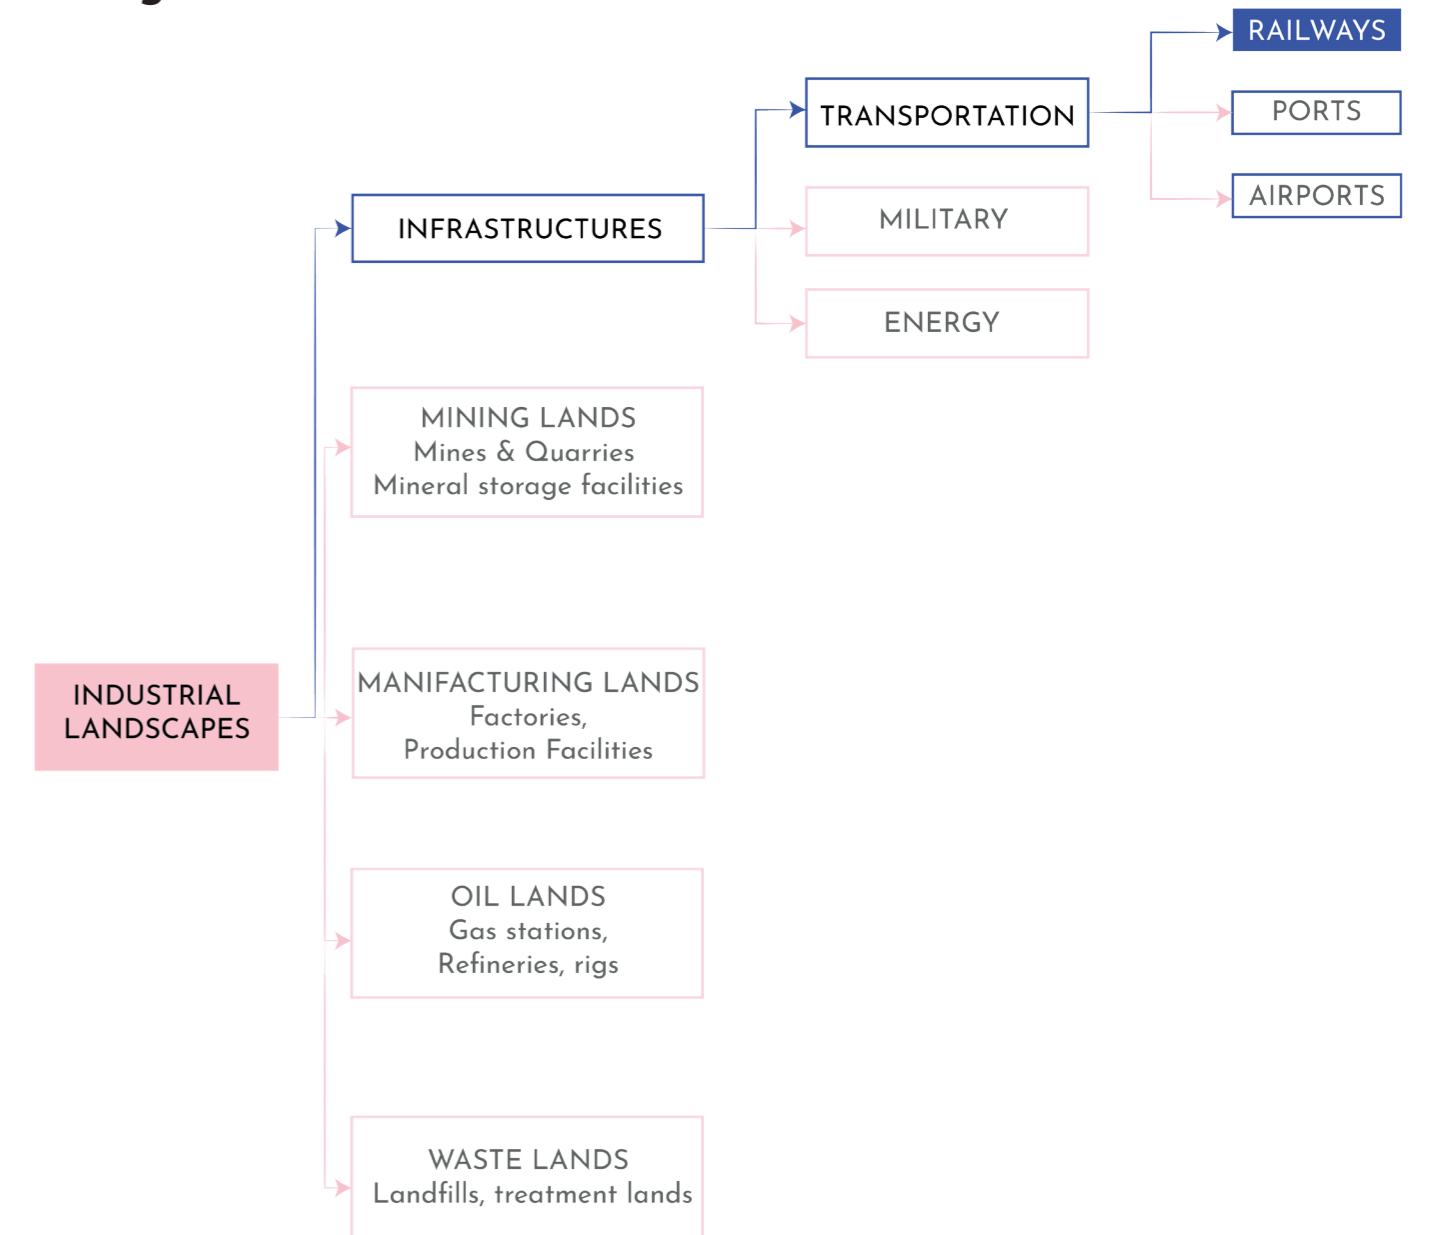 RAILWAYS
TRANSPORTATION
PORTS
AIRPORTS
INFRASTRUCTURES
MILITARY
ENERGY
MINING LANDS
Mines & Quarries
Mineral storage facilities
INDUSTRIAL
LANDSCAPES
MANIFACTURING LANDS
Factories,
Production Facilities
OIL LANDS
Gas stations,
Refineries, rigs
WASTE LANDS
Landfills, treatment lands